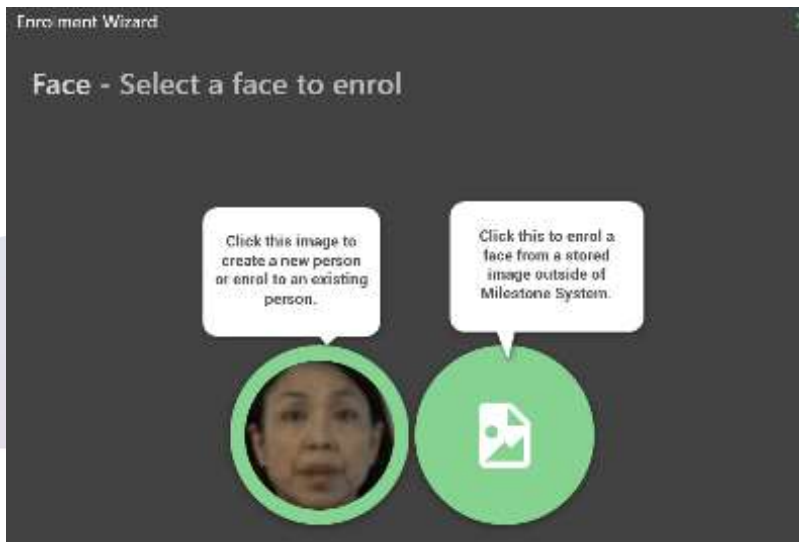 Enrolment Wizard
Face - Select a face to enrol
Click this image to
create a new person
or enrol to an existing
person.
Click this to enrol a
face from a stored
image outside of
Milestone System.